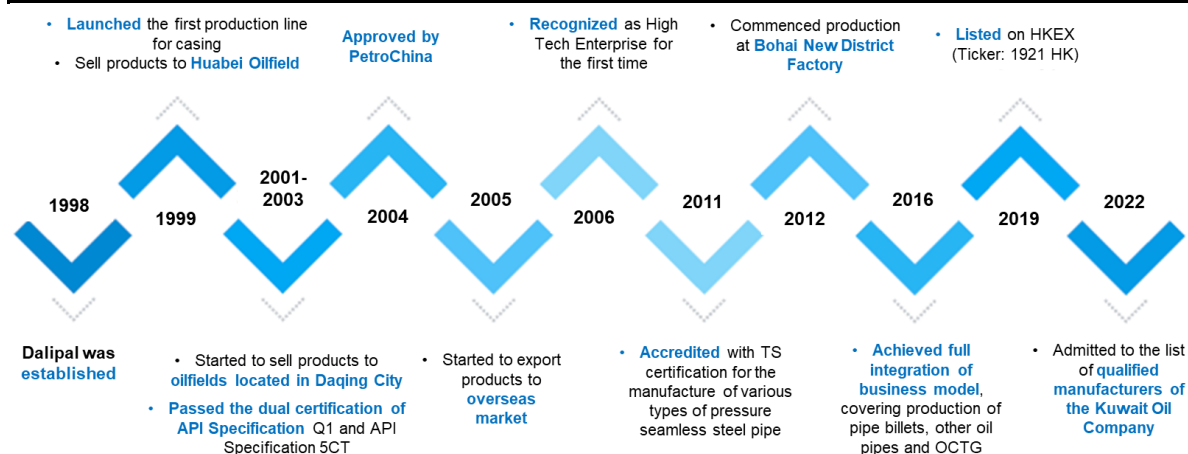 • Launched the first production line
for casing
• Sell products to Huabei Oilfield
Approved by
PetroChina
• Recognized as High
Tech Enterprise for
the first time
• Commenced production
at Bohai New District
Factory
• Listed on HKEX
(Ticker: 1921 HK)
1998
1999
2001-
2003
2004
2005
2006
2011
2012
2016
2019
2022
Dalipal was
established
• Started to sell products to
oilfields located in Daqing City
• Passed the dual certification of
API Specification Q1 and API
Specification 5CT
• Started to export
products to
overseas
market
• Accredited with TS
certification for the
manufacture of various
types of pressure
seamless steel pipe
• Achieved full
integration of
business model,
covering production of
pipe billets, other oil
pipes and OCTG
• Admitted to the list
of qualified
manufacturers of
the Kuwait Oil
Company